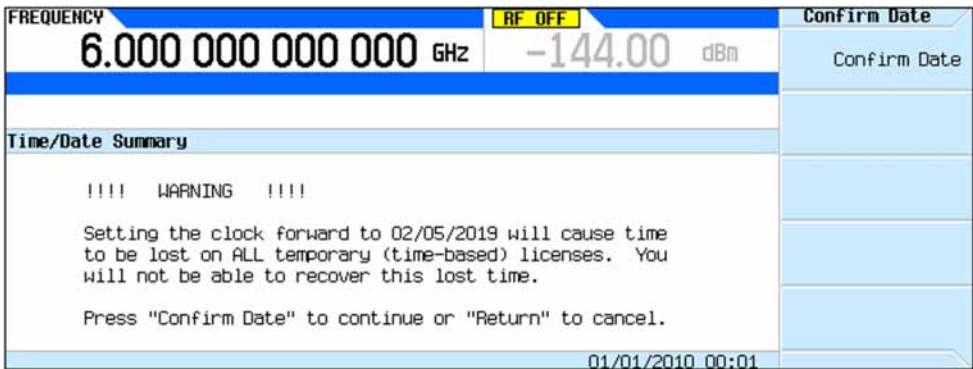 FREQUENCY
6.000 000 000 000 GHz
RF OFF
-144.00 dBm
Confirm Date
Confirm Date
Time/Date Summary
!!!! WARNING !!!!
Setting the clock forward to 02/05/2019 will cause time
to be lost on ALL temporary (time-based) licenses. You
will not be able to recover this lost time.
Press "Confirm Date" to continue or "Return" to cancel.
01/01/2010 00:01